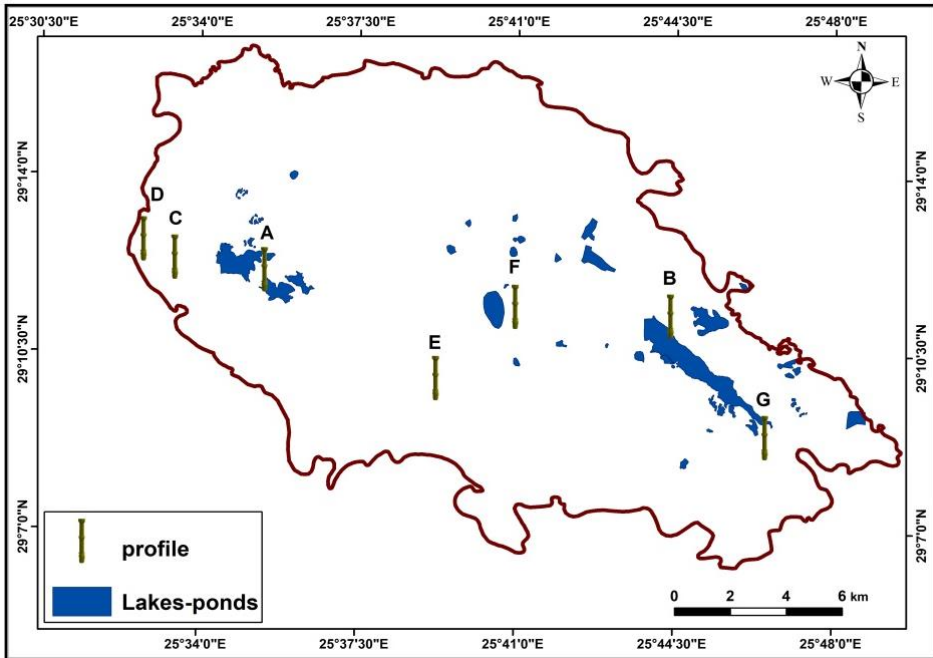 25°30'30"E 25°34'0"E 25°37'30"E 25°41'0"E 25°44'30"E 25°48'0"E
N
W E
S
29°14'0"N
29°14'0"N
D
C
A
F
B
E
29°10'30"N
29°10'30"N
G
29°7'0"N
29°7'0"N
profile
Lakes-ponds
0 2 4 6 km
25°34'0"E 25°37'30"E 25°41'0"E 25°44'30"E 25°48'0"E